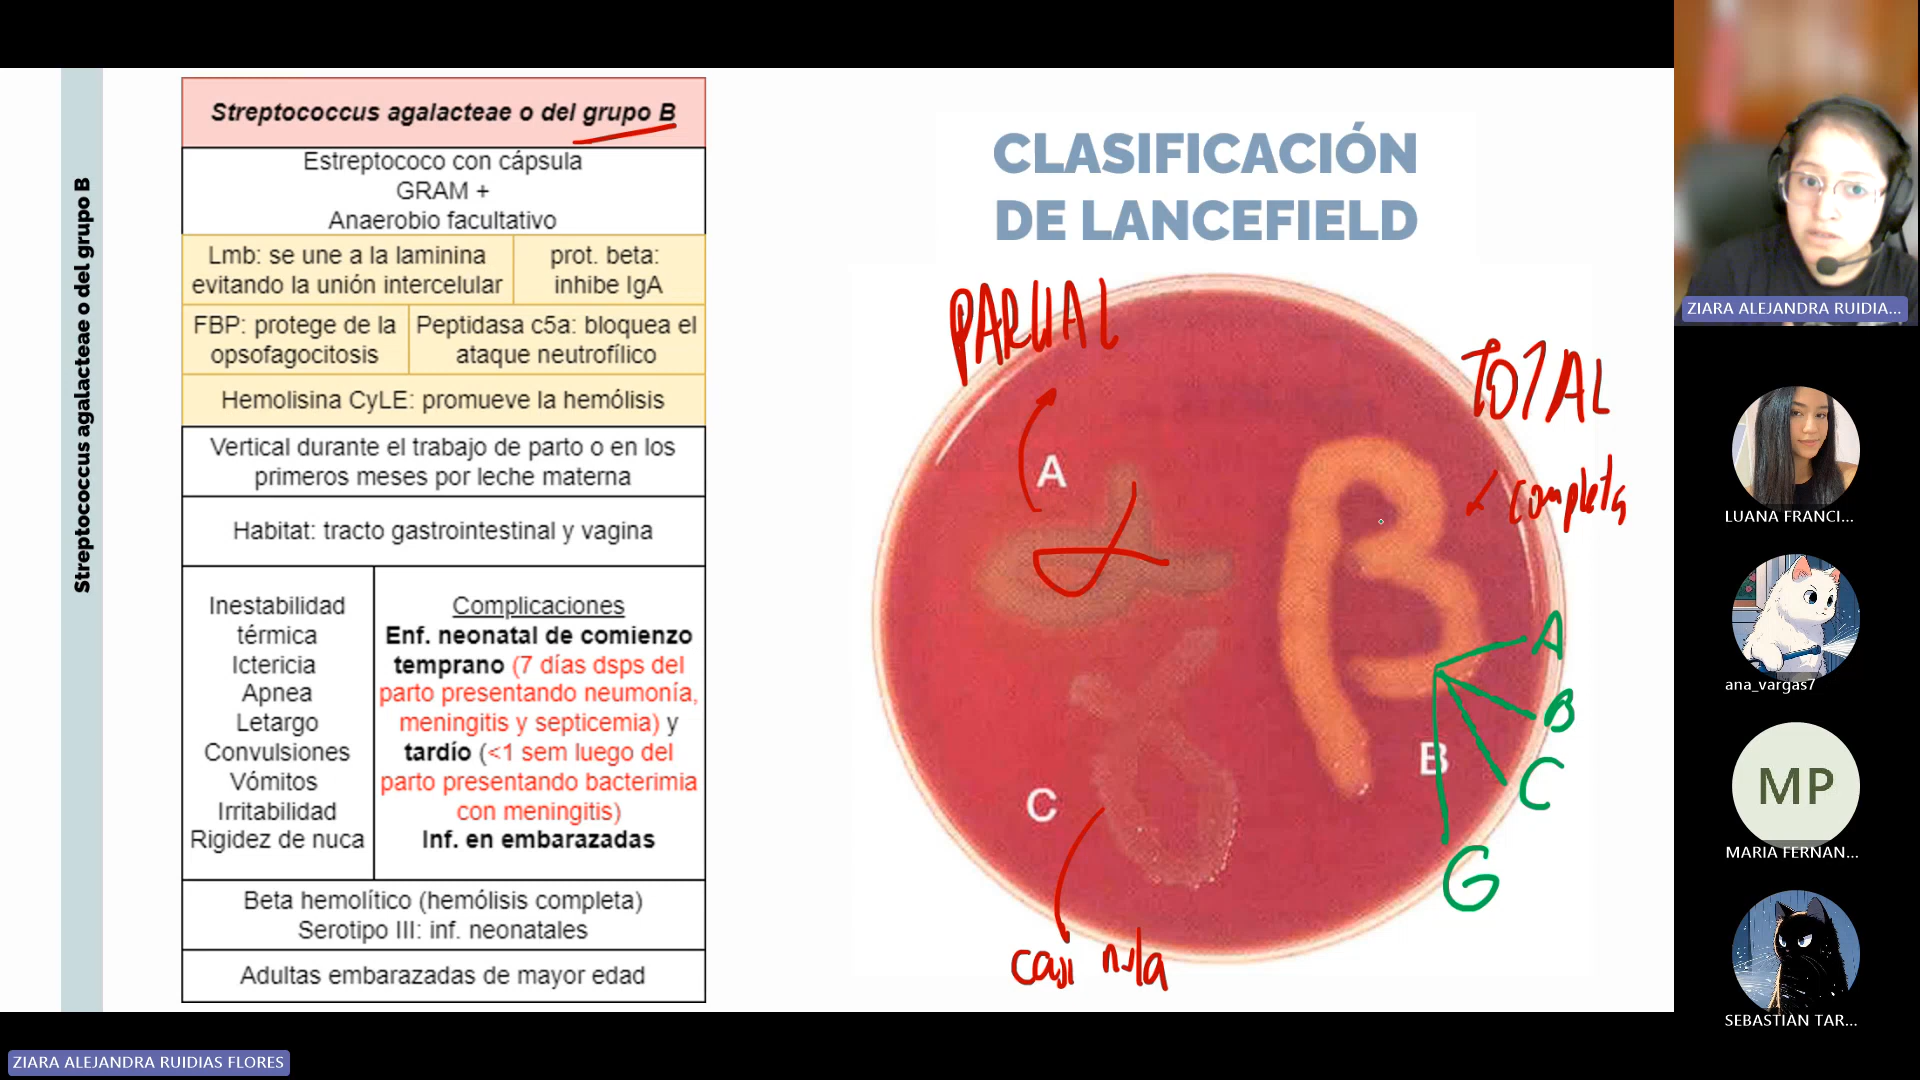 Streptococcus agalacteae o del grupo B
Streptococcus agalacteae o del grupo B
Estreptococo con cápsula
GRAM +
Anaerobio facultativo
Lmb: se une a la laminina
evitando la unión intercelular
prot. beta:
inhibe IgA
FBP: protege de la
opsofagocitosis
Peptidasa c5a: bloquea el
ataque neutrofílico
Hemolisina CyLE: promueve la hemólisis
Vertical durante el trabajo de parto o en los
primeros meses por leche materna
Habitat: tracto gastrointestinal y vagina
Inestabilidad
térmica
Ictericia
Apnea
Letargo
Convulsiones
Vómitos
Irritabilidad
Rigidez de nuca
Complicaciones
Enf. neonatal de comienzo
temprano (7 días dsps del
parto presentando neumonía,
meningitis y septicemia) y
tardío (<1 sem luego del
parto presentando bacterimia
con meningitis)
Inf. en embarazadas
Beta hemolítico (hemólisis completa)
Serotipo III: inf. neonatales
Adultas embarazadas de mayor edad
CLASIFICACIÓN
DE LANCEFIELD
PARCIAL
TOTAL
completa
A
α
β
B
C
γ
A
B
C
G
casi nula
ZIARA ALEJANDRA RUIDIA...
LUANA FRANCI...
ana_vargas7
MP
MARIA FERNAN...
SEBASTIAN TAR...
ZIARA ALEJANDRA RUIDIAS FLORES